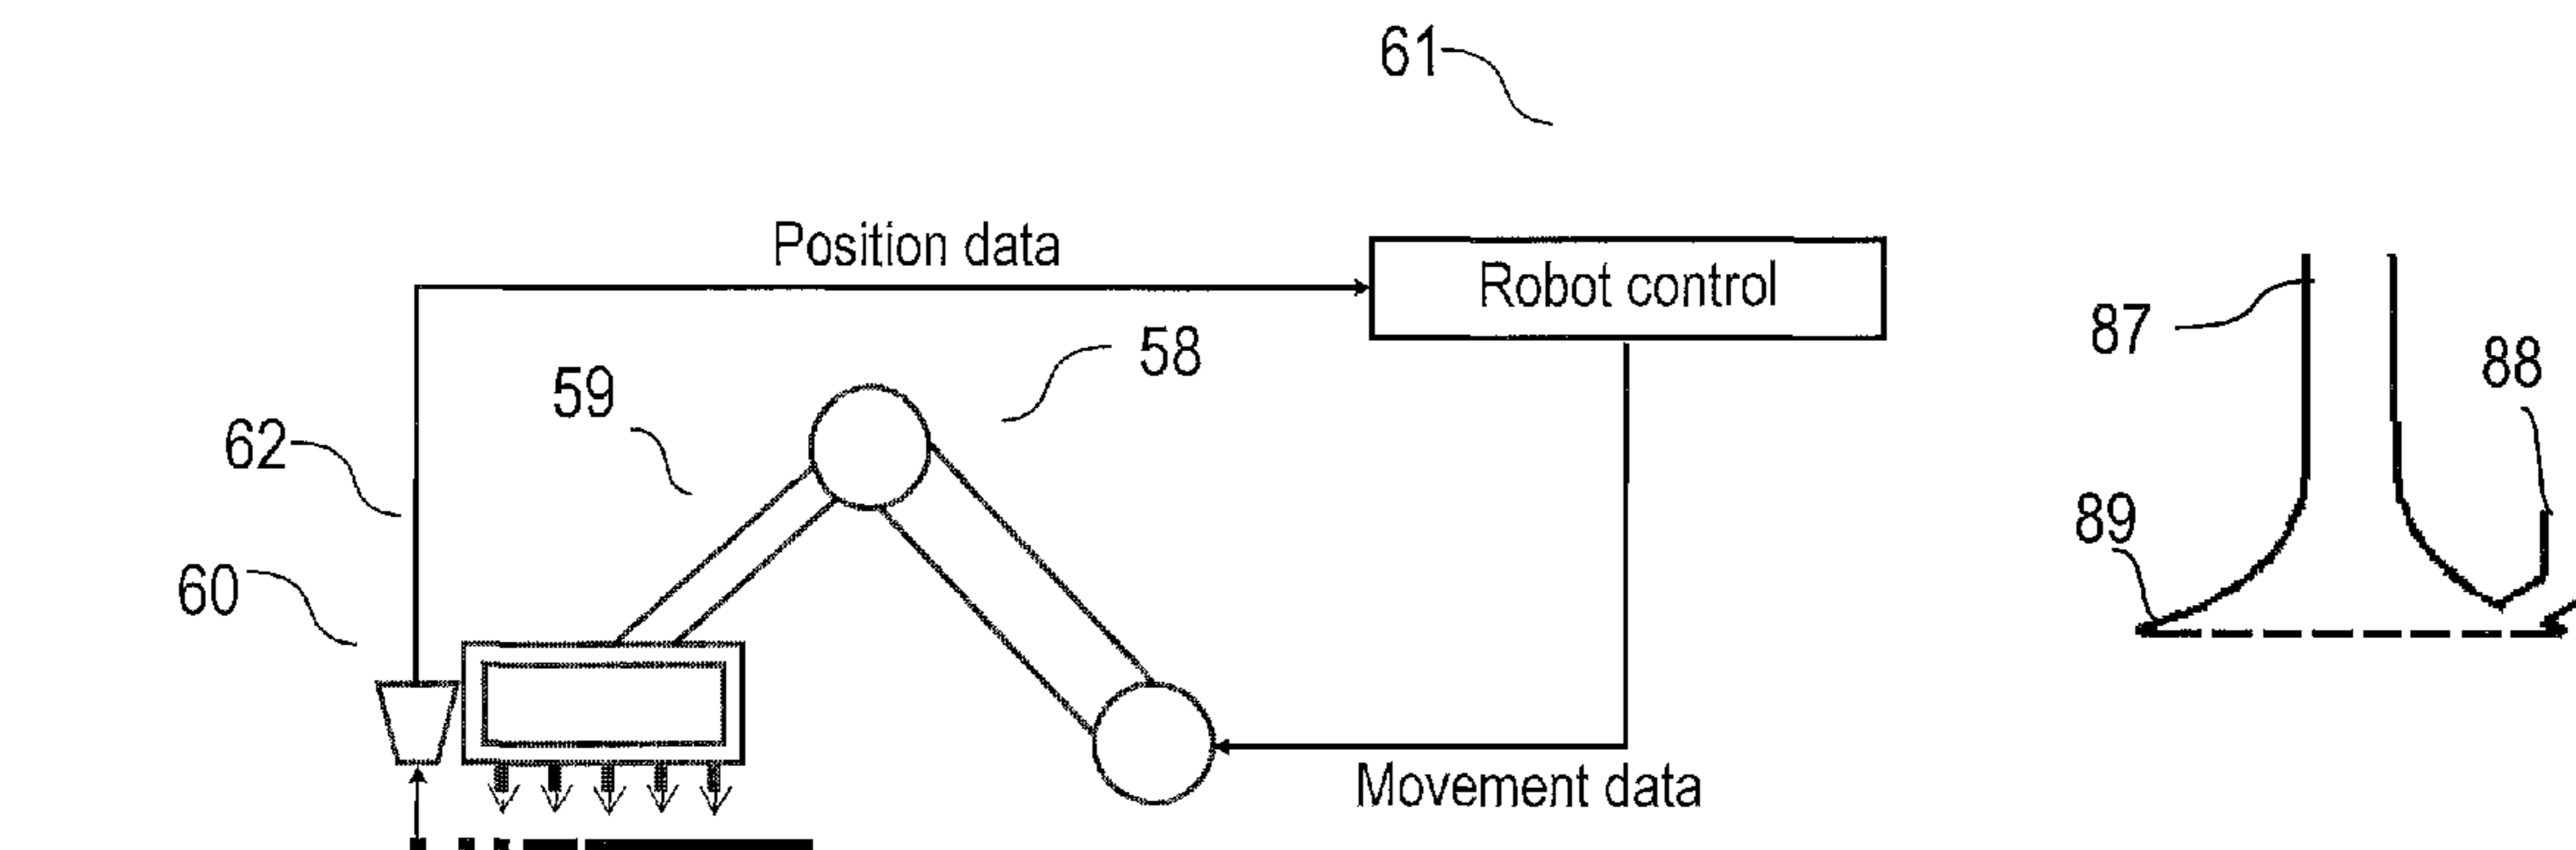 61
Position data
Robot control
87
58
88
59
62
89
60
Movement data